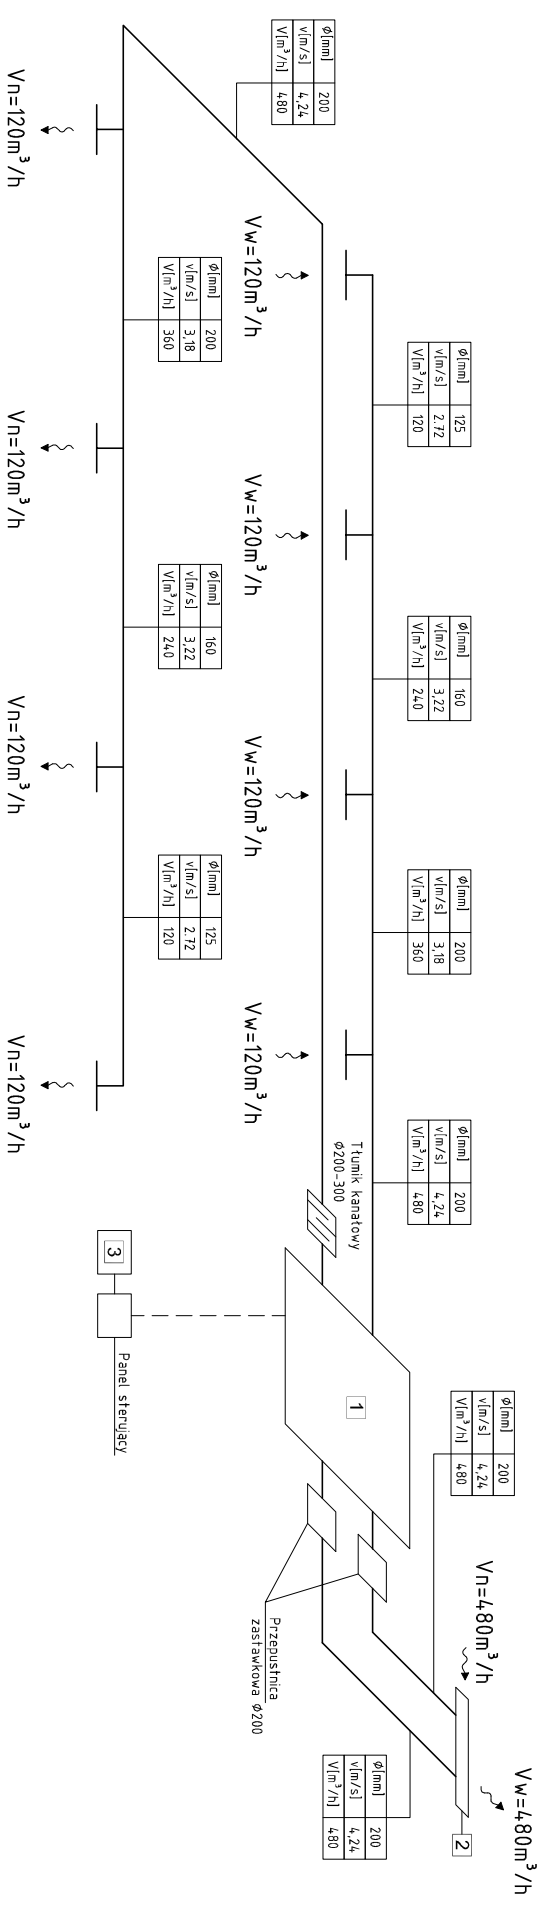 Φ[mm] 200
v[m/s] 4,24
V[m³/h] 480
Vw=120m³/h
Vw=120m³/h
Vw=120m³/h
Vw=120m³/h
Φ[mm] 125
v[m/s] 2.72
V[m³/h] 120
Φ[mm] 160
v[m/s] 3,22
V[m³/h] 240
Φ[mm] 200
v[m/s] 3,18
V[m³/h] 360
Φ[mm] 200
v[m/s] 4,24
V[m³/h] 480
Φ[mm] 200
v[m/s] 4,24
V[m³/h] 480
Vn=480m³/h
Vw=480m³/h
2
Φ[mm] 200
v[m/s] 4,24
V[m³/h] 480
Tłumik kanałowy
Φ200-300
1
Przepustnica
zastawkowa Φ200
Φ[mm] 200
v[m/s] 3,18
V[m³/h] 360
Φ[mm] 160
v[m/s] 3,22
V[m³/h] 240
Φ[mm] 125
v[m/s] 2.72
V[m³/h] 120
3
Panel sterujący
Vn=120m³/h
Vn=120m³/h
Vn=120m³/h
Vn=120m³/h